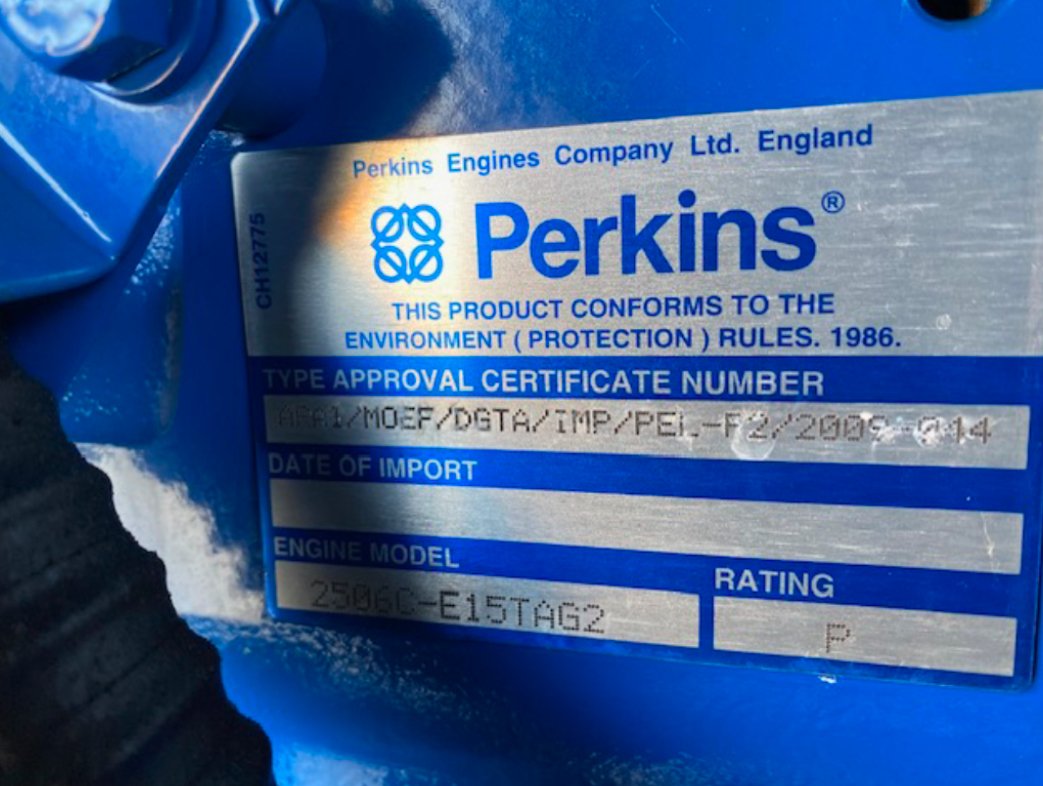 Perkins Engines Company Ltd. England
Perkins®
CH12775
THIS PRODUCT CONFORMS TO THE
ENVIRONMENT ( PROTECTION ) RULES. 1986.
TYPE APPROVAL CERTIFICATE NUMBER
ARAI/MOEF/DGTA/IMP/PEL-F2/2009-044
DATE OF IMPORT
ENGINE MODEL
2506C-E15TAG2
RATING
P